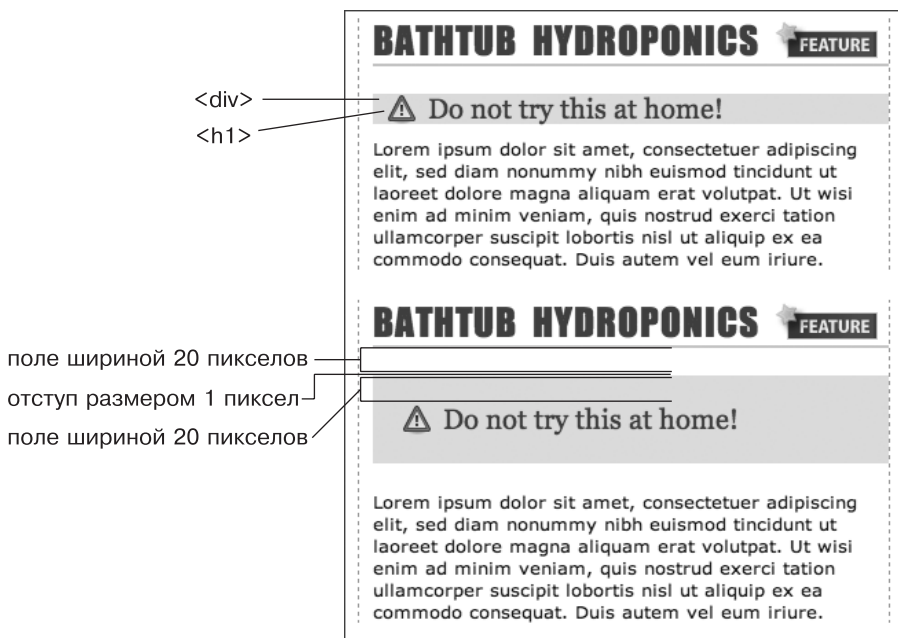 BATHTUB HYDROPONICS FEATURE
<div>
<h1>
Do not try this at home!
Lorem ipsum dolor sit amet, consectetuer adipiscing
elit, sed diam nonummy nibh euismod tincidunt ut
laoreet dolore magna aliquam erat volutpat. Ut wisi
enim ad minim veniam, quis nostrud exerci tation
ullamcorper suscipit lobortis nisl ut aliquip ex ea
commodo consequat. Duis autem vel eum iriure.
BATHTUB HYDROPONICS FEATURE
поле шириной 20 пикселов
отступ размером 1 пиксел
поле шириной 20 пикселов
Do not try this at home!
Lorem ipsum dolor sit amet, consectetuer adipiscing
elit, sed diam nonummy nibh euismod tincidunt ut
laoreet dolore magna aliquam erat volutpat. Ut wisi
enim ad minim veniam, quis nostrud exerci tation
ullamcorper suscipit lobortis nisl ut aliquip ex ea
commodo consequat. Duis autem vel eum iriure.